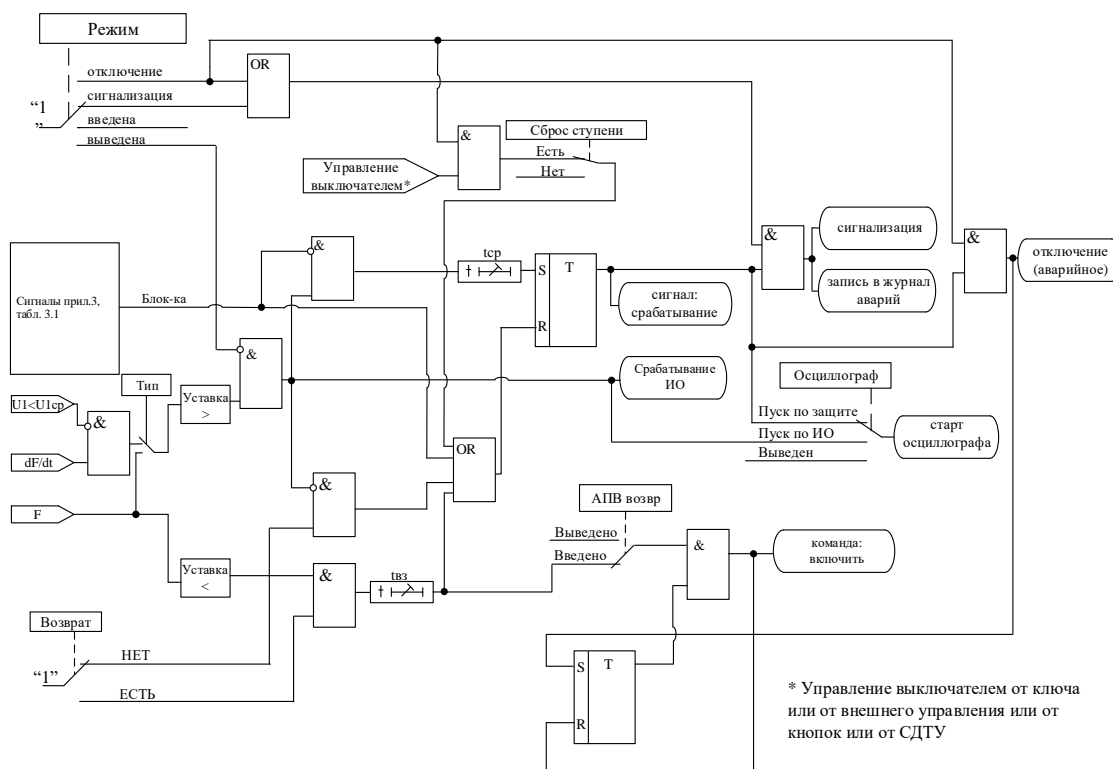 Режим
отключение
сигнализация
“1
”
введена
выведена
OR
&
Сброс ступени
Есть
Нет
Управление
выключателем*
Сигналы прил.3,
табл. 3.1
Блок-ка
&
tср
S
T
R
сигнал:
срабатывание
&
сигнализация
запись в журнал
аварий
&
отключение
(аварийное)
&
Срабатывание
ИО
Тип
Уставка
>
U1<U1ср
&
dF/dt
F
OR
Осциллограф
Пуск по защите
Пуск по ИО
Выведен
старт
осциллографа
&
Уставка
<
&
tвз
АПВ возвр
Выведено
Введено
&
команда:
включить
Возврат
“1”
НЕТ
ЕСТЬ
S
T
R
* Управление выключателем от ключа
или от внешнего управления или от
кнопок или от СДТУ